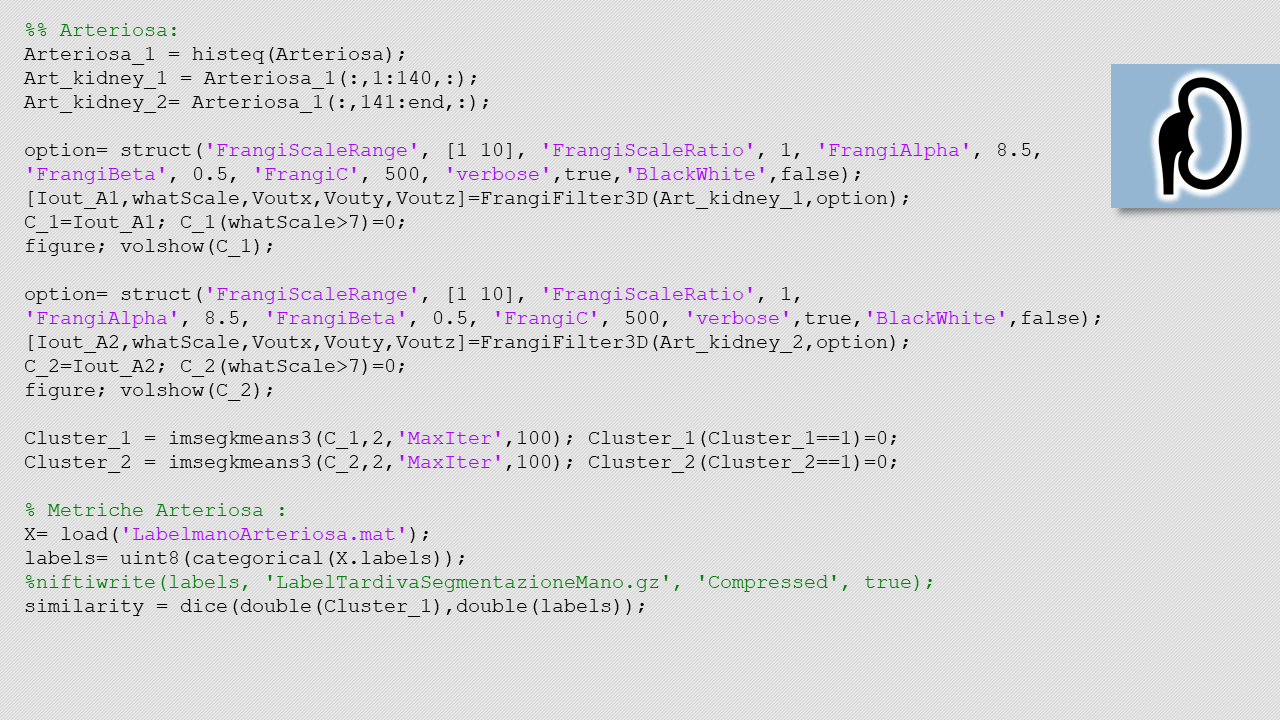 %% Arteriosa:
Arteriosa_1 = histeq(Arteriosa);
Art_kidney_1 = Arteriosa_1(:,1:140,:);
Art_kidney_2= Arteriosa_1(:,141:end,:);
option= struct('FrangiScaleRange', [1 10], 'FrangiScaleRatio', 1, 'FrangiAlpha', 8.5,
'FrangiBeta', 0.5, 'FrangiC', 500, 'verbose',true,'BlackWhite',false);
[Iout_A1,whatScale,Voutx,Vouty,Voutz]=FrangiFilter3D(Art_kidney_1,option);
C_1=Iout_A1; C_1(whatScale>7)=0;
figure; volshow(C_1);
option= struct('FrangiScaleRange', [1 10], 'FrangiScaleRatio', 1,
'FrangiAlpha', 8.5, 'FrangiBeta', 0.5, 'FrangiC', 500, 'verbose',true,'BlackWhite',false);
[Iout_A2,whatScale,Voutx,Vouty,Voutz]=FrangiFilter3D(Art_kidney_2,option);
C_2=Iout_A2; C_2(whatScale>7)=0;
figure; volshow(C_2);
Cluster_1 = imsegkmeans3(C_1,2,'MaxIter',100); Cluster_1(Cluster_1==1)=0;
Cluster_2 = imsegkmeans3(C_2,2,'MaxIter',100); Cluster_2(Cluster_2==1)=0;
% Metriche Arteriosa :
X= load('LabelmanoArteriosa.mat');
labels= uint8(categorical(X.labels));
%niftiwrite(labels, 'LabelTardivaSegmentazioneMano.gz', 'Compressed', true);
similarity = dice(double(Cluster_1),double(labels));